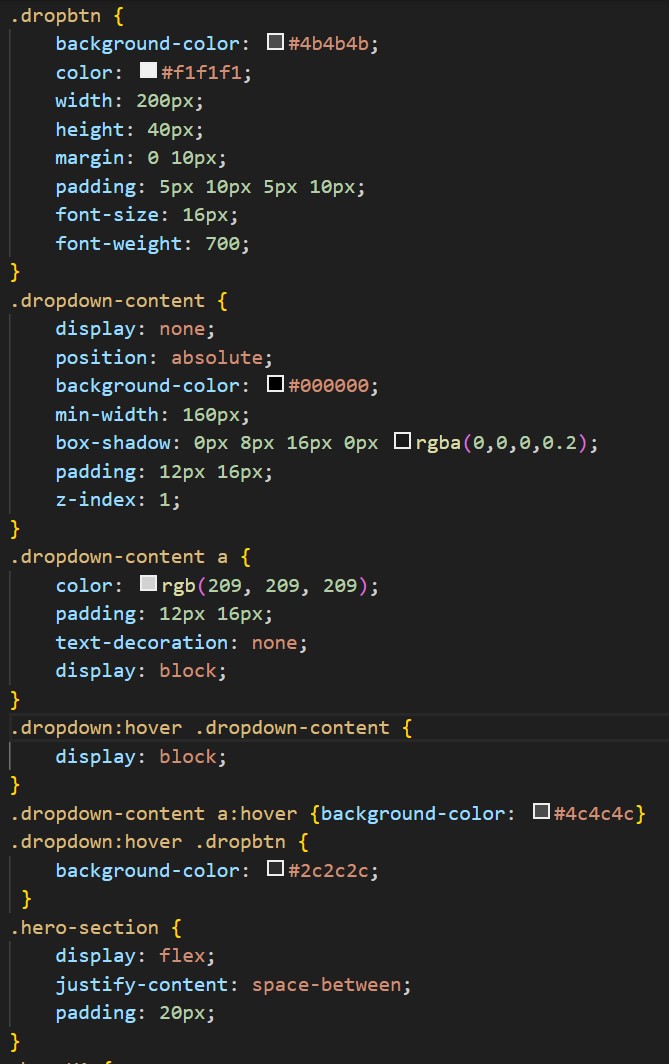 .dropbtn {
    background-color: #4b4b4b;
    color: #f1f1f1;
    width: 200px;
    height: 40px;
    margin: 0 10px;
    padding: 5px 10px 5px 10px;
    font-size: 16px;
    font-weight: 700;
}
.dropdown-content {
    display: none;
    position: absolute;
    background-color: #000000;
    min-width: 160px;
    box-shadow: 0px 8px 16px 0px rgba(0,0,0,0.2);
    padding: 12px 16px;
    z-index: 1;
}
.dropdown-content a {
    color: rgb(209, 209, 209);
    padding: 12px 16px;
    text-decoration: none;
    display: block;
}
.dropdown:hover .dropdown-content {
    display: block;
}
.dropdown-content a:hover {background-color: #4c4c4c}
.dropdown:hover .dropbtn {
    background-color: #2c2c2c;
 }
.hero-section {
    display: flex;
    justify-content: space-between;
    padding: 20px;
}